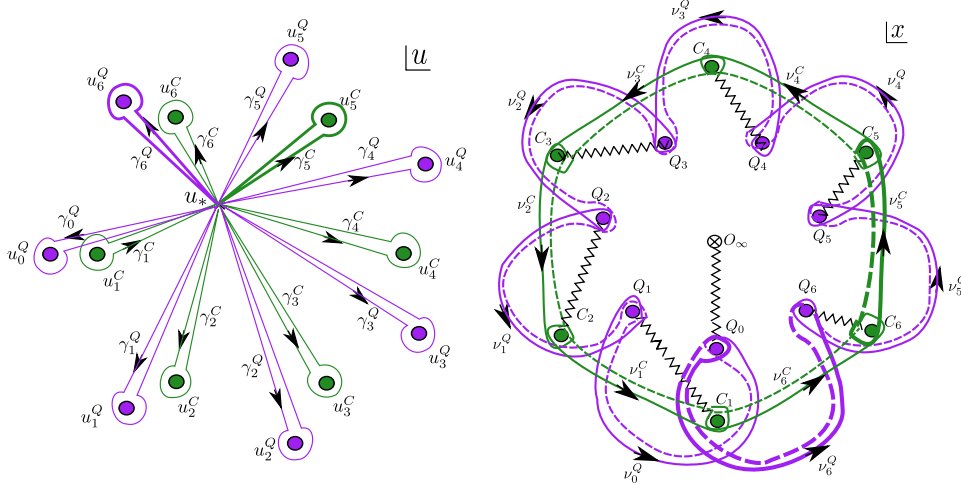 u
u_5^Q
u_6^Q
u_6^C
u_5^C
γ_5^Q
γ_6^C
γ_5^C
γ_4^Q
u_4^Q
γ_6^Q
u_*
γ_0^Q
u_0^Q
γ_1^C
u_1^C
γ_4^C
u_4^C
γ_3^C
γ_2^C
γ_3^Q
γ_1^Q
u_3^Q
γ_2^Q
u_2^C
u_3^C
u_1^Q
u_2^Q
x
ν_3^Q
C_4
ν_3^C
ν_4^C
ν_2^Q
ν_4^Q
C_3
C_5
Q_3
Q_4
ν_2^C
Q_2
ν_5^C
Q_5
O_∞
ν_5^Q
Q_1
Q_6
C_2
Q_0
C_6
ν_1^Q
ν_1^C
ν_6^C
C_1
ν_0^Q
ν_6^Q